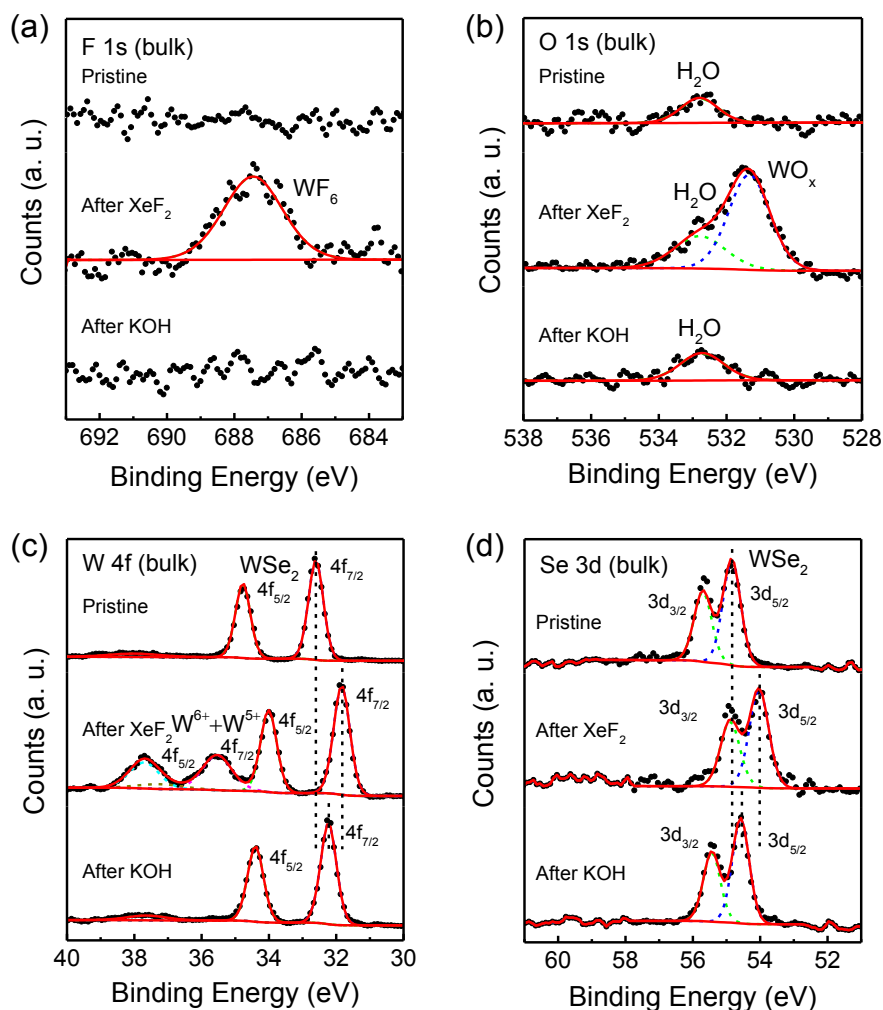 (a)
F 1s (bulk)
Pristine
After XeF2
WF6
After KOH
Counts (a. u.)
692 690 688 686 684
Binding Energy (eV)
(b)
O 1s (bulk)
Pristine
H2O
After XeF2
H2O
WOx
After KOH
H2O
Counts (a. u.)
538 536 534 532 530 528
Binding Energy (eV)
(c)
W 4f (bulk)
Pristine
WSe2
4f5/2
4f7/2
After XeF2
W6++W5+
4f5/2
4f7/2
4f5/2
4f7/2
After KOH
4f5/2
4f7/2
Counts (a. u.)
40 38 36 34 32 30
Binding Energy (eV)
(d)
Se 3d (bulk)
WSe2
Pristine
3d3/2
3d5/2
After XeF2
3d3/2
3d5/2
After KOH
3d3/2
3d5/2
Counts (a. u.)
60 58 56 54 52
Binding Energy (eV)